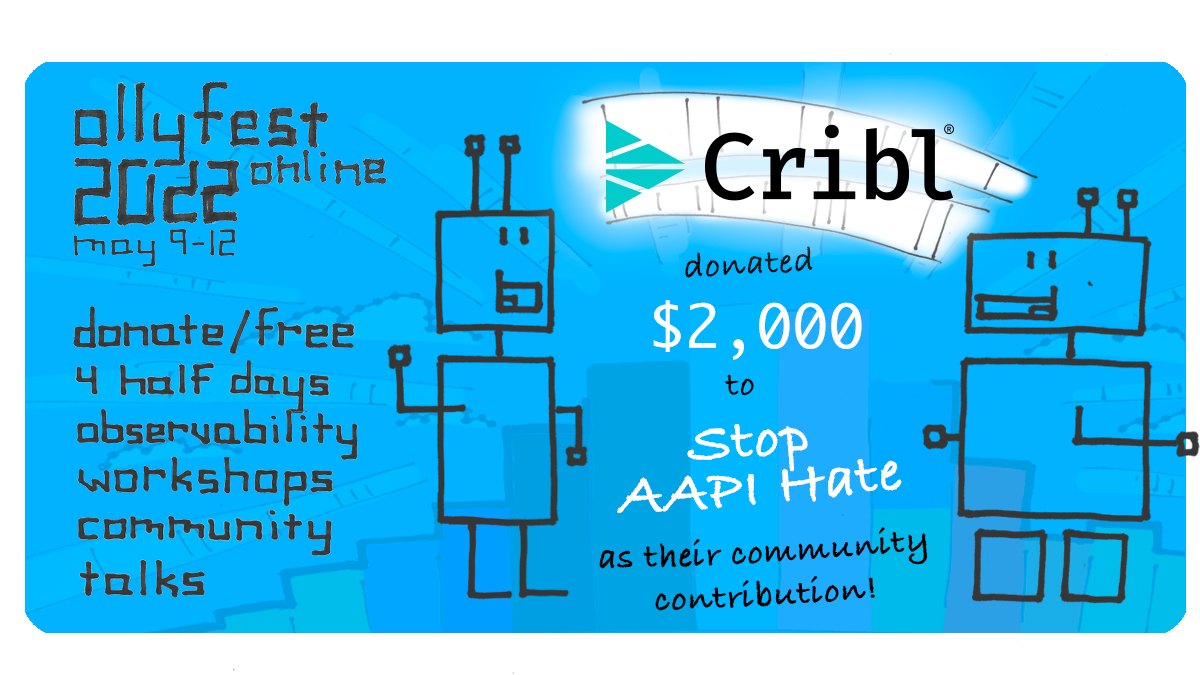 ollyfest
2022 online
may 9-12
donate/free
4 half days
observability
workshops
community
talks
Cribl®
donated
$2,000
to
Stop
AAPI Hate
as their community
contribution!